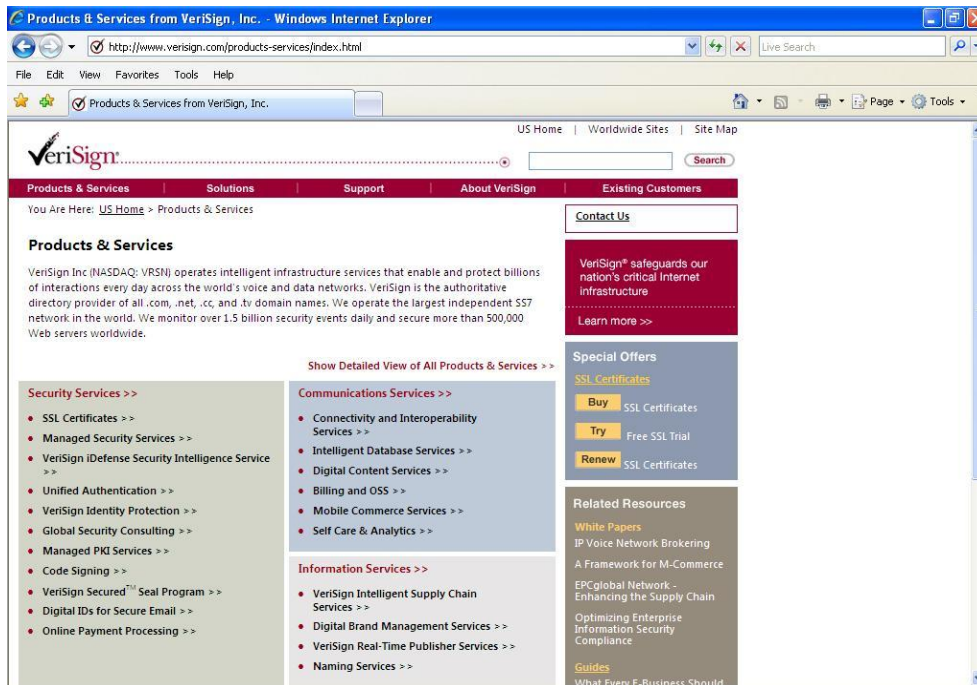 Products & Services from VeriSign, Inc. - Windows Internet Explorer
http://www.verisign.com/products-services/index.html
Live Search
File Edit View Favorites Tools Help
Products & Services from VeriSign, Inc.
Page Tools
US Home | Worldwide Sites | Site Map
VeriSign
Search
Products & Services | Solutions | Support | About VeriSign | Existing Customers
You Are Here: US Home > Products & Services
Products & Services
VeriSign Inc (NASDAQ: VRSN) operates intelligent infrastructure services that enable and protect billions
of interactions every day across the world's voice and data networks. VeriSign is the authoritative
directory provider of all .com, .net, .cc, and .tv domain names. We operate the largest independent SS7
network in the world. We monitor over 1.5 billion security events daily and secure more than 500,000
Web servers worldwide.
Show Detailed View of All Products & Services >>
Security Services >>
• SSL Certificates >>
• Managed Security Services >>
• VeriSign iDefense Security Intelligence Service
>>
• Unified Authentication >>
• VeriSign Identity Protection >>
• Global Security Consulting >>
• Managed PKI Services >>
• Code Signing >>
• VeriSign Secured™ Seal Program >>
• Digital IDs for Secure Email >>
• Online Payment Processing >>
Communications Services >>
• Connectivity and Interoperability
Services >>
• Intelligent Database Services >>
• Digital Content Services >>
• Billing and OSS >>
• Mobile Commerce Services >>
• Self Care & Analytics >>
Information Services >>
• VeriSign Intelligent Supply Chain
Services >>
• Digital Brand Management Services >>
• VeriSign Real-Time Publisher Services >>
• Naming Services >>
Contact Us
VeriSign® safeguards our
nation's critical Internet
infrastructure
Learn more >>
Special Offers
SSL Certificates
Buy SSL Certificates
Try Free SSL Trial
Renew SSL Certificates
Related Resources
White Papers
IP Voice Network Brokering
A Framework for M-Commerce
EPCglobal Network -
Enhancing the Supply Chain
Optimizing Enterprise
Information Security
Compliance
Guides
What Every E-Business Should